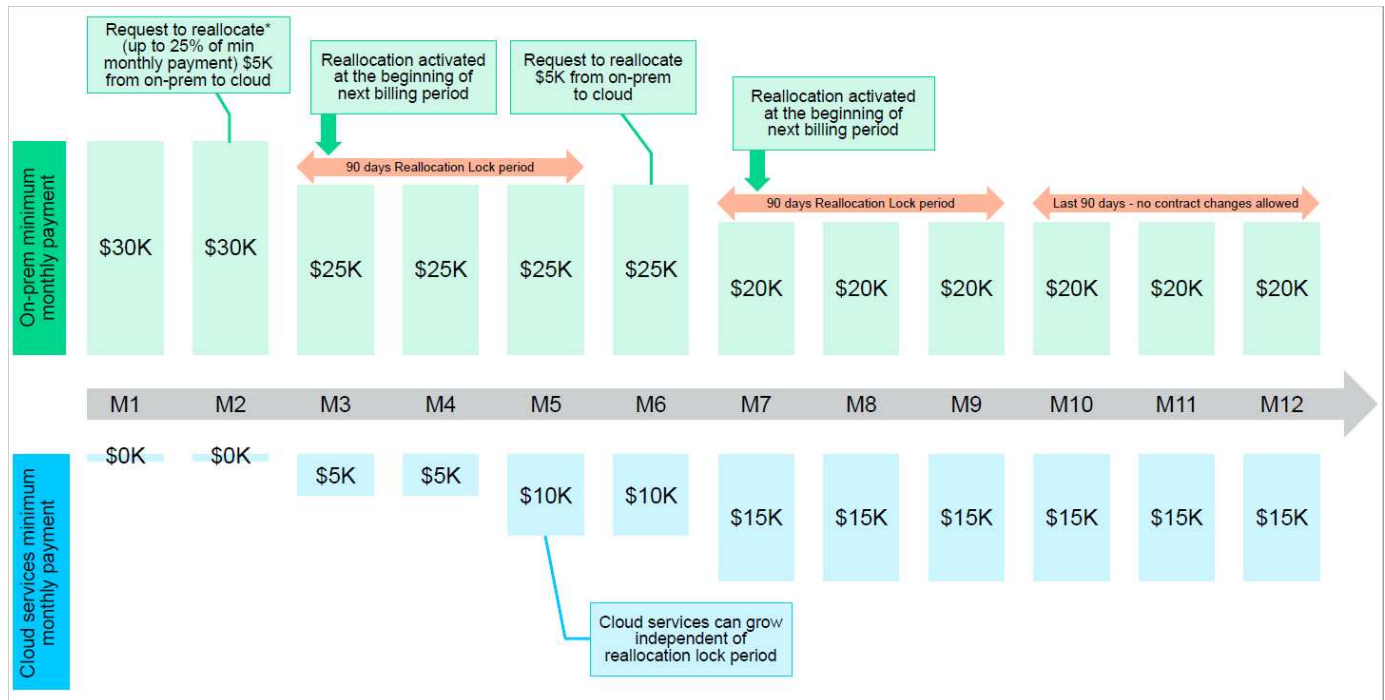 Request to reallocate*
(up to 25% of min
monthly payment) $5K
from on-prem to cloud
Reallocation activated
at the beginning of
next billing period
Request to reallocate
$5K from on-prem
to cloud
Reallocation activated
at the beginning of
next billing period
On-prem minimum
monthly payment
90 days Reallocation Lock period
90 days Reallocation Lock period
Last 90 days - no contract changes allowed
$30K $30K $25K $25K $25K $25K $20K $20K $20K $20K $20K $20K
M1 M2 M3 M4 M5 M6 M7 M8 M9 M10 M11 M12
Cloud services minimum
monthly payment
$0K $0K $5K $5K $10K $10K $15K $15K $15K $15K $15K $15K
Cloud services can grow
independent of
reallocation lock period